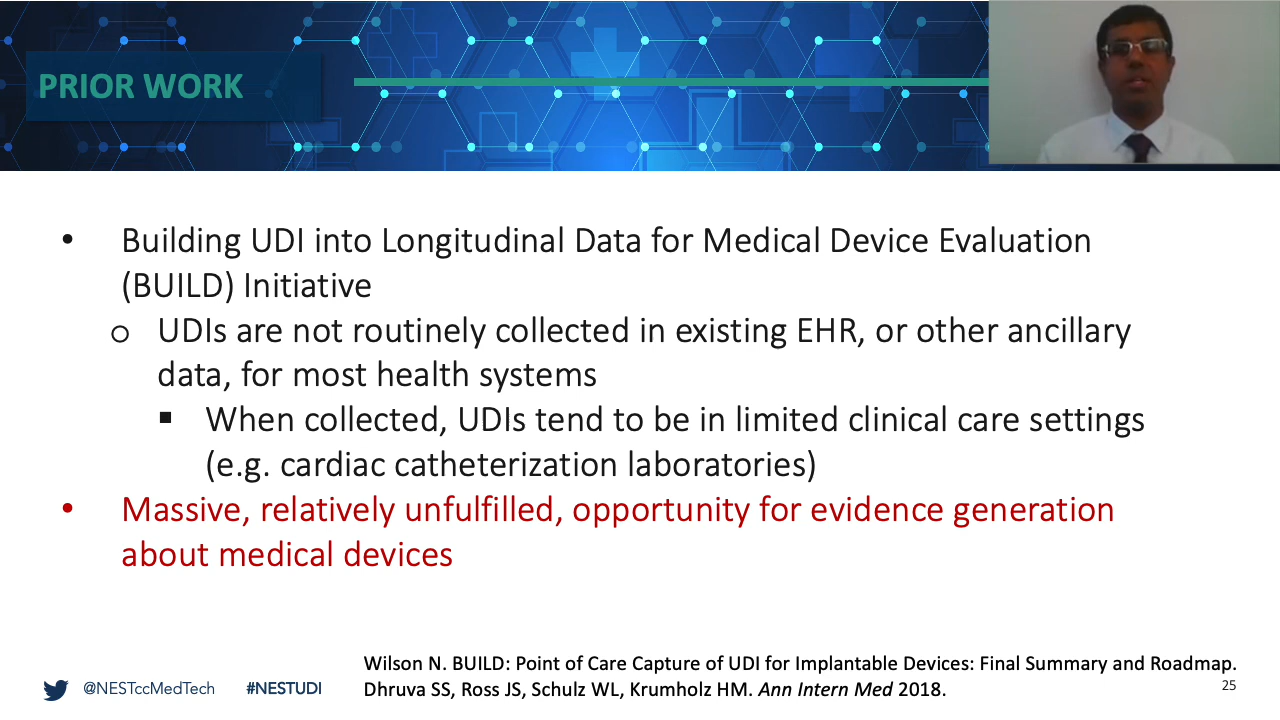 PRIOR WORK
• Building UDI into Longitudinal Data for Medical Device Evaluation
(BUILD) Initiative
o UDIs are not routinely collected in existing EHR, or other ancillary
data, for most health systems
▪ When collected, UDIs tend to be in limited clinical care settings
(e.g. cardiac catheterization laboratories)
• Massive, relatively unfulfilled, opportunity for evidence generation
about medical devices
Wilson N. BUILD: Point of Care Capture of UDI for Implantable Devices: Final Summary and Roadmap.
Dhruva SS, Ross JS, Schulz WL, Krumholz HM. Ann Intern Med 2018.
@NESTccMedTech #NESTUDI
25